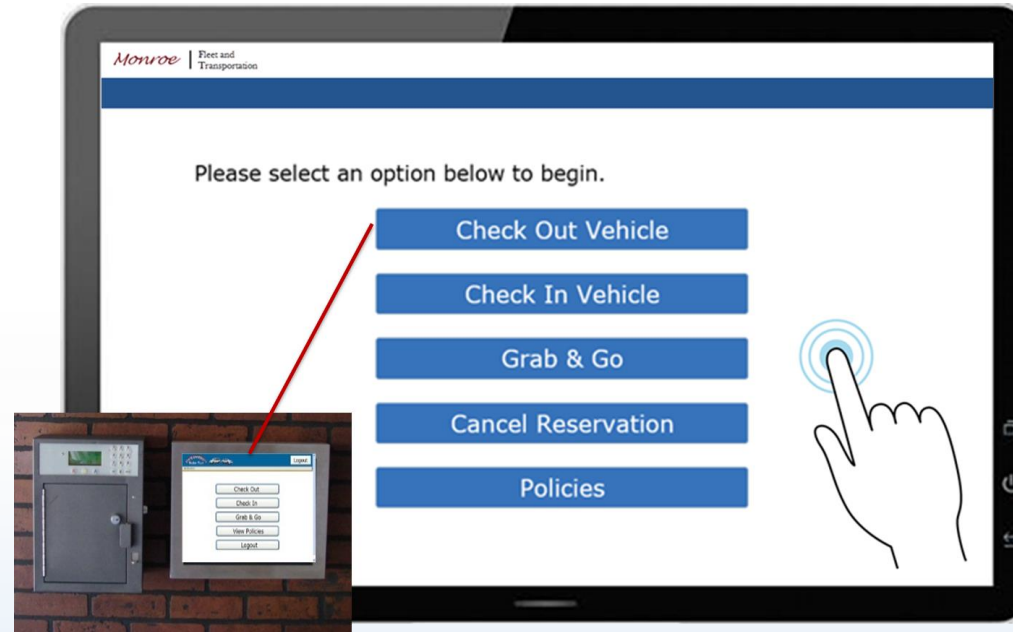 Monroe
Fleet and
Transportation
Please select an option below to begin.
Check Out Vehicle
Check In Vehicle
Grab & Go
Cancel Reservation
Policies
Logout
Check Out
Check In
Grab & Go
View Policies
Logout